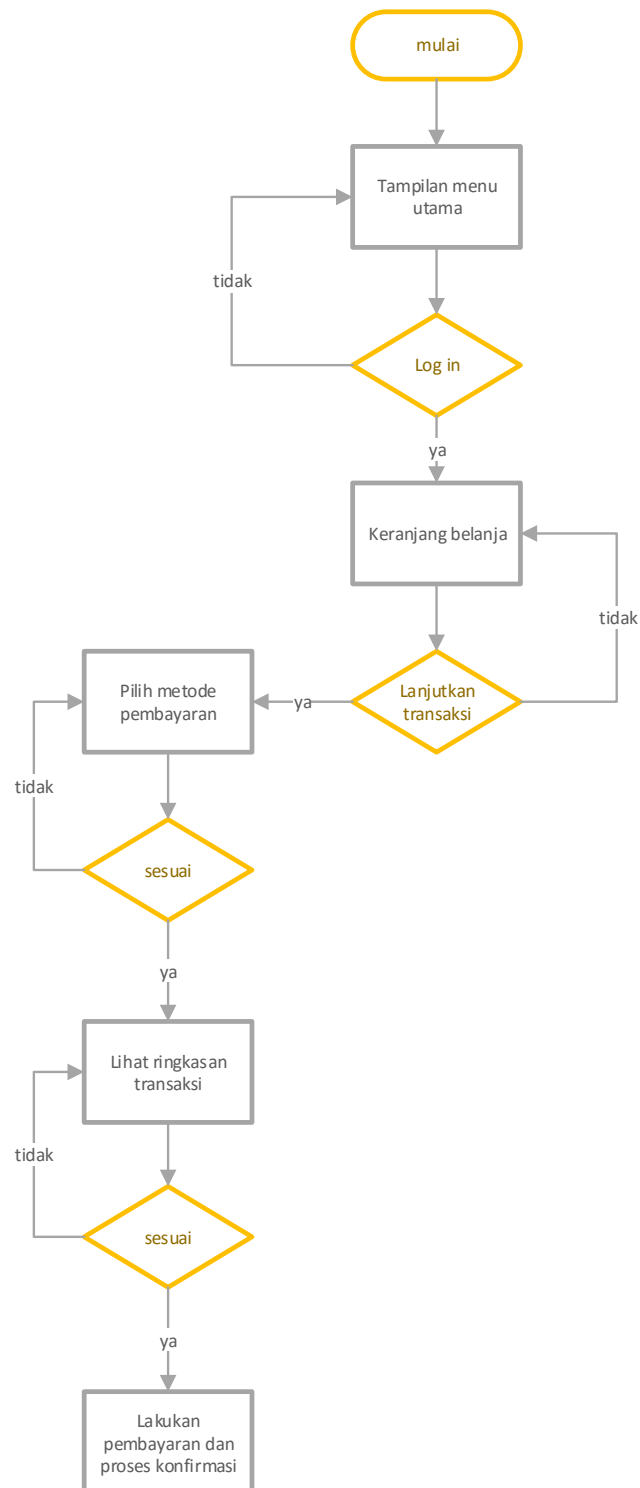 mulai
Tampilan menu
utama
tidak
Log in
ya
Keranjang belanja
tidak
Lanjutkan
transaksi
ya
Pilih metode
pembayaran
tidak
sesuai
ya
Lihat ringkasan
transaksi
tidak
sesuai
ya
Lakukan
pembayaran dan
proses konfirmasi